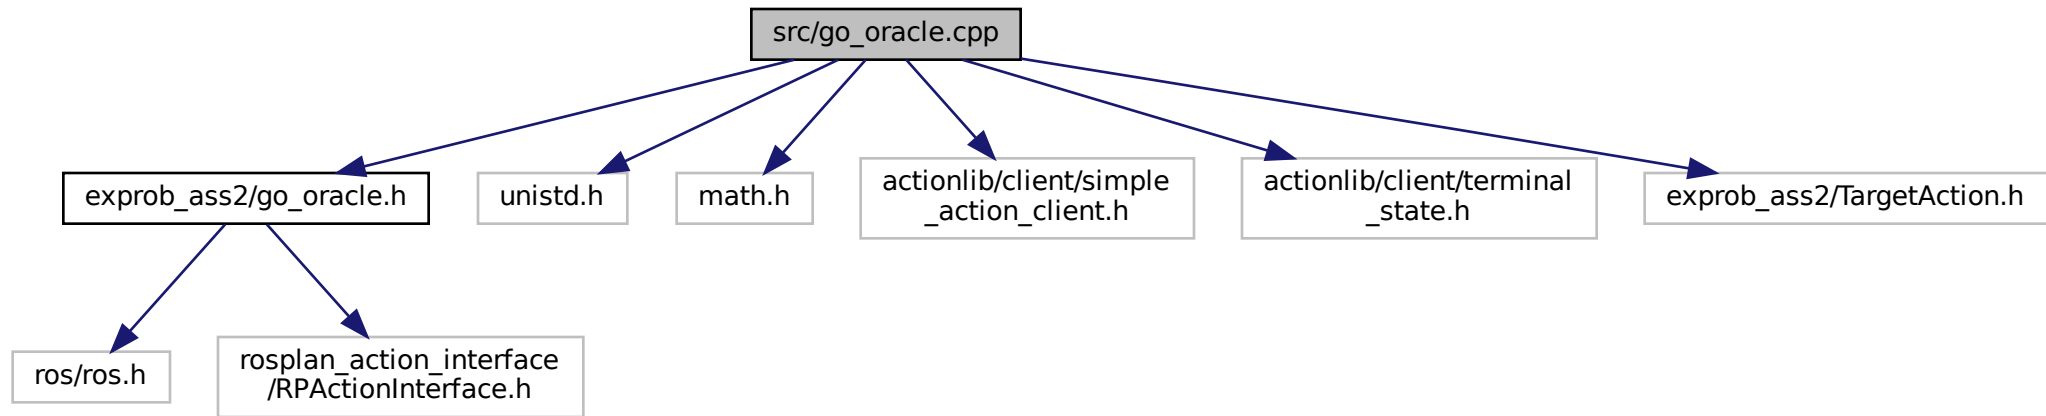 src/go_oracle.cpp
exprob_ass2/go_oracle.h
unistd.h
math.h
actionlib/client/simple
_action_client.h
actionlib/client/terminal
_state.h
exprob_ass2/TargetAction.h
ros/ros.h
rosplan_action_interface
/RPActionInterface.h